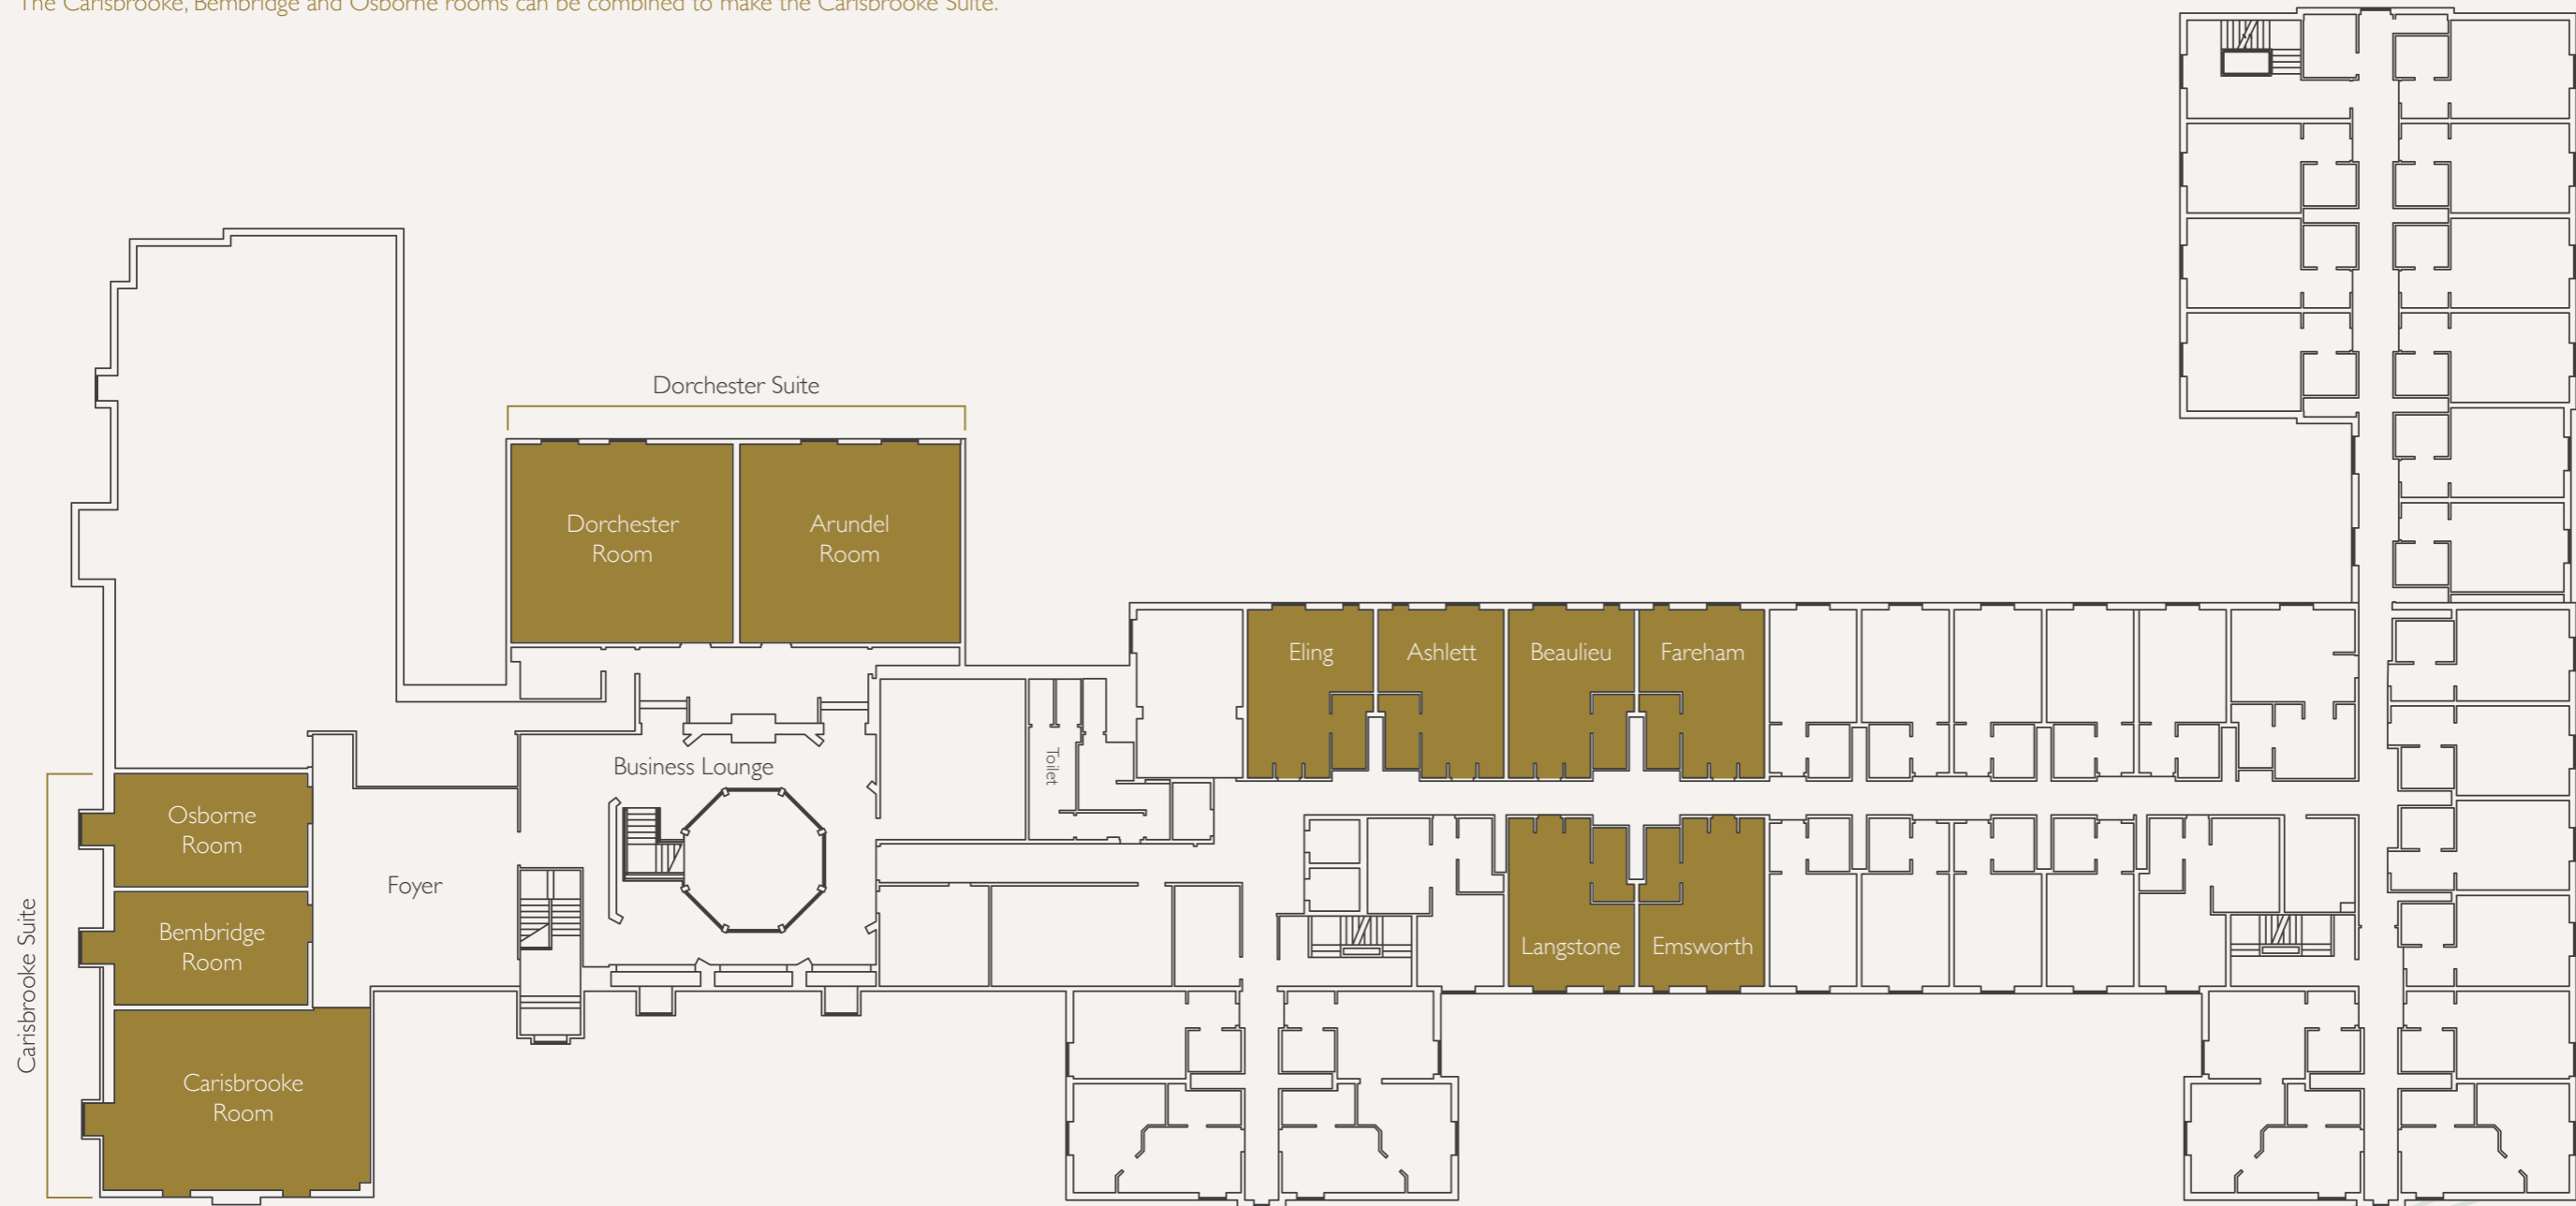 The Carisbrooke, Bembridge and Osborne rooms can be combined to make the Carisbrooke Suite.
Dorchester Suite
Dorchester
Room
Arundel
Room
Eling
Ashlett
Beaulieu
Fareham
Business Lounge
Toilet
Osborne
Room
Foyer
Bembridge
Room
Langstone
Emsworth
Carisbrooke Suite
Carisbrooke
Room